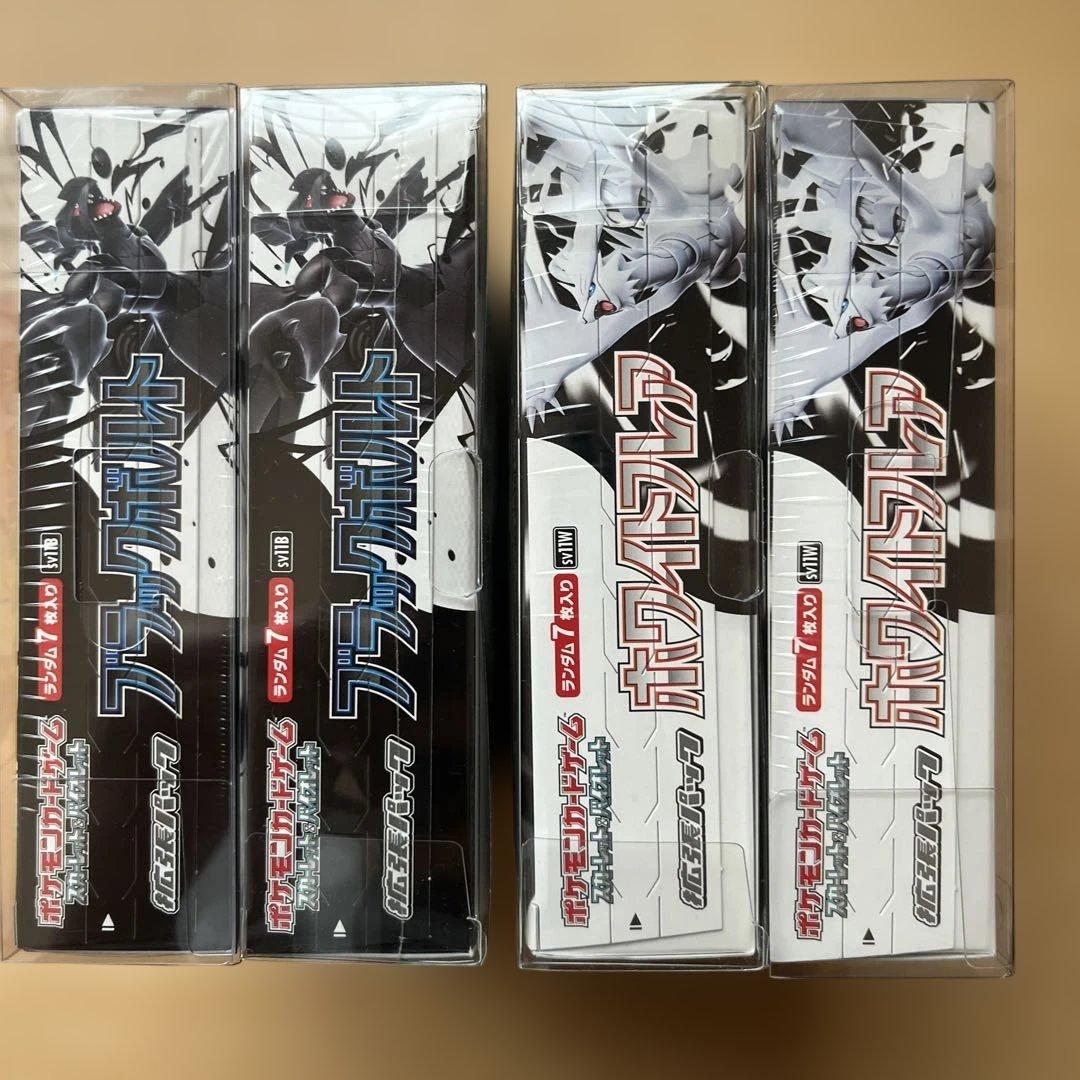 ポケモンカードゲーム
スカーレット&バイオレット
ランダム7枚入り
sv11B
拡張パック
ブラックボルト
ポケモンカードゲーム
スカーレット&バイオレット
ランダム7枚入り
sv11B
拡張パック
ブラックボルト
ポケモンカードゲーム
スカーレット&バイオレット
ランダム7枚入り
sv11W
拡張パック
ホワイトフレア
ポケモンカードゲーム
スカーレット&バイオレット
ランダム7枚入り
sv11W
拡張パック
ホワイトフレア